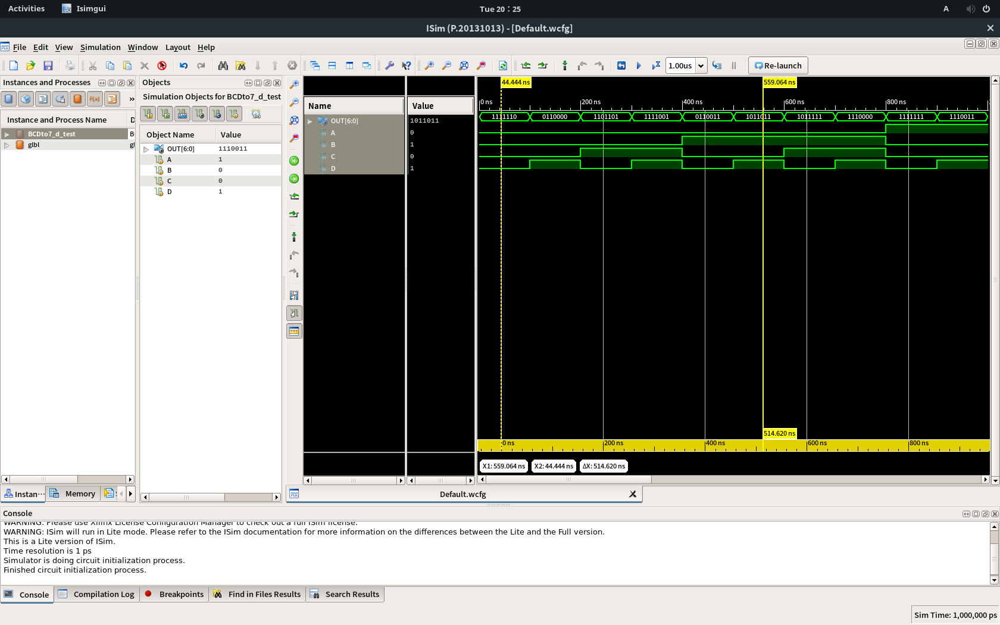 Activities Isimgui Tue 20:25 A
ISim (P.20131013) - [Default.wcfg]
File Edit View Simulation Window Layout Help
1.00us Re-launch
Instances and Processes
f(x) »
Instance and Process Name D
BCDto7_d_test B
glbl gl
Instan··· Memory S
Objects
Simulation Objects for BCDto7_d_test
Object Name Value
OUT[6:0] 1110011
A 1
B 0
C 0
D 1
Name Value
OUT[6:0] 1011011
A 0
B 1
C 0
D 1
44.444 ns 559.064 ns
0 ns 200 ns 400 ns 600 ns 800 ns
1111110 0110000 1101101 1111001 0110011 1011011 1011111 1110000 1111111 1110011
514.620 ns
0 ns 200 ns 400 ns 600 ns 800 ns
X1: 559.064 ns X2: 44.444 ns ΔX: 514.620 ns
Default.wcfg
Console
WARNING: Please use Xilinx License Configuration Manager to check out a full ISim license.
WARNING: ISim will run in Lite mode. Please refer to the ISim documentation for more information on the differences between the Lite and the Full version.
This is a Lite version of ISim.
Time resolution is 1 ps
Simulator is doing circuit initialization process.
Finished circuit initialization process.
Console Compilation Log Breakpoints Find in Files Results Search Results
Sim Time: 1,000,000 ps